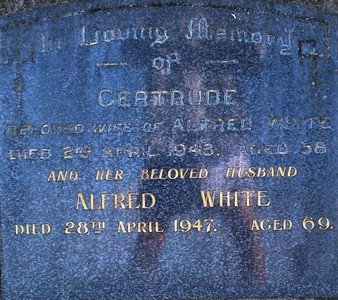 In Loving Memory
OF
GERTRUDE
BELOVED WIFE OF ALFRED WHITE
DIED 2ND APRIL 1943. AGED 58
AND HER BELOVED HUSBAND
ALFRED WHITE
DIED 28TH APRIL 1947. AGED 69.